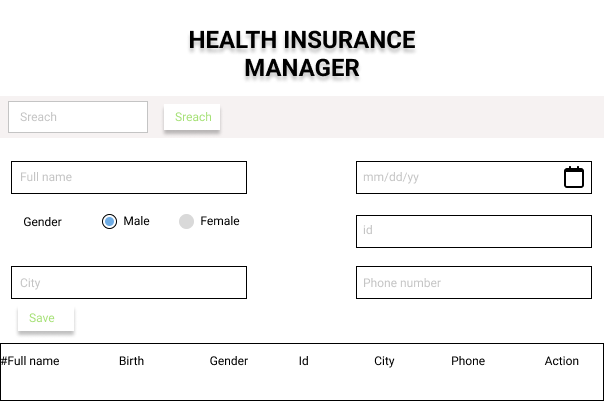 HEALTH INSURANCE
MANAGER
Sreach Sreach
Full name mm/dd/yy
Gender Male Female
id
City Phone number
Save
#Full name Birth Gender Id City Phone Action